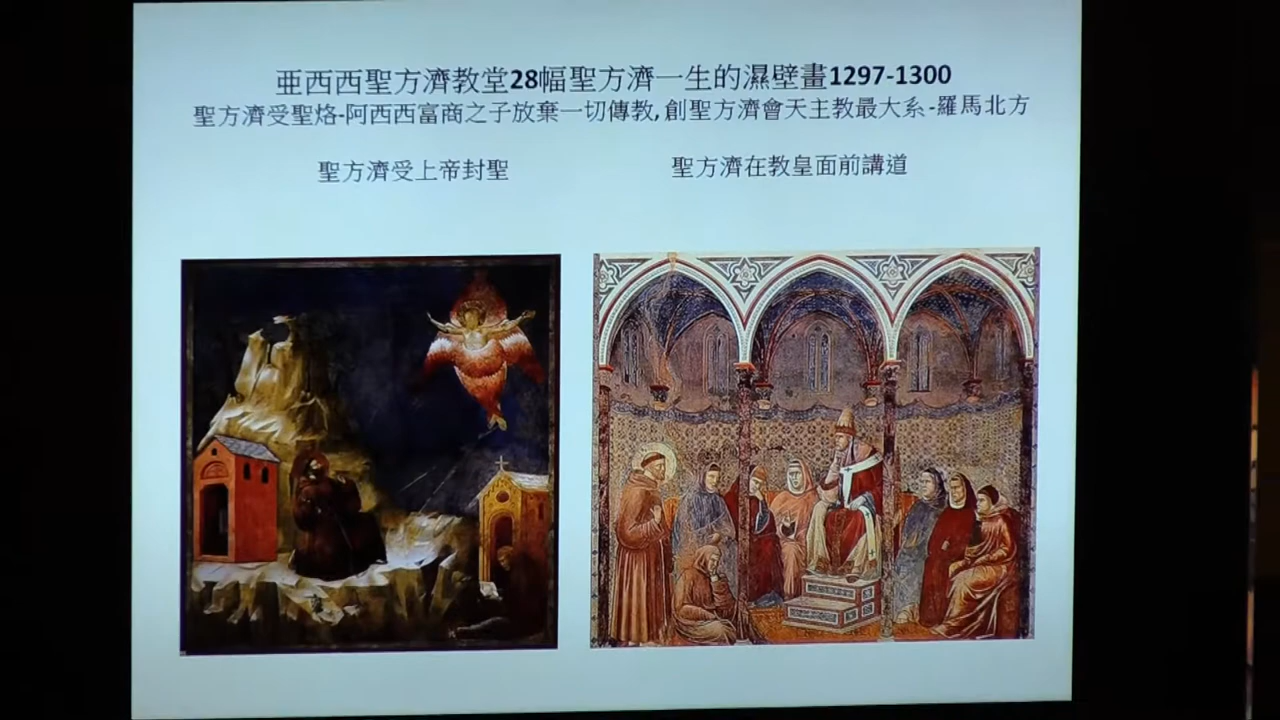 亜西西聖方濟教堂28幅聖方濟一生的濕壁畫1297-1300
聖方濟受聖烙-阿西西富商之子放棄一切傳教,創聖方濟會天主教最大系-羅馬北方
聖方濟受上帝封聖
聖方濟在教皇面前講道